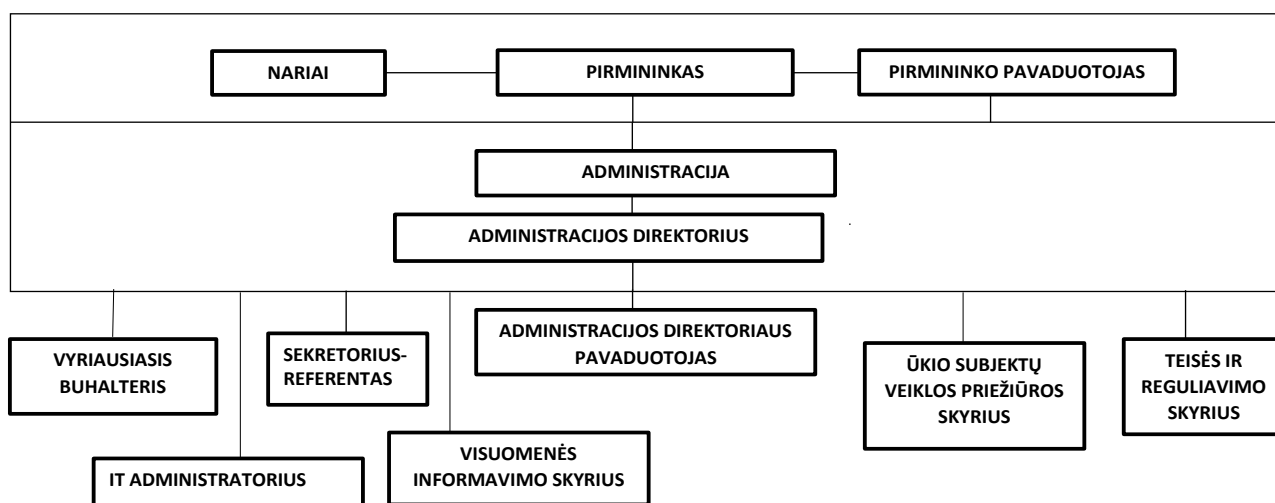 NARIAI
PIRMININKAS
PIRMININKO PAVADUOTOJAS
ADMINISTRACIJA
ADMINISTRACIJOS DIREKTORIUS
VYRIAUSIASIS
BUHALTERIS
SEKRETORIUS-
REFERENTAS
ADMINISTRACIJOS DIREKTORIAUS
PAVADUOTOJAS
ŪKIO SUBJEKTŲ
VEIKLOS PRIEŽIŪROS
SKYRIUS
TEISĖS IR
REGULIAVIMO
SKYRIUS
IT ADMINISTRATORIUS
VISUOMENĖS
INFORMAVIMO SKYRIUS